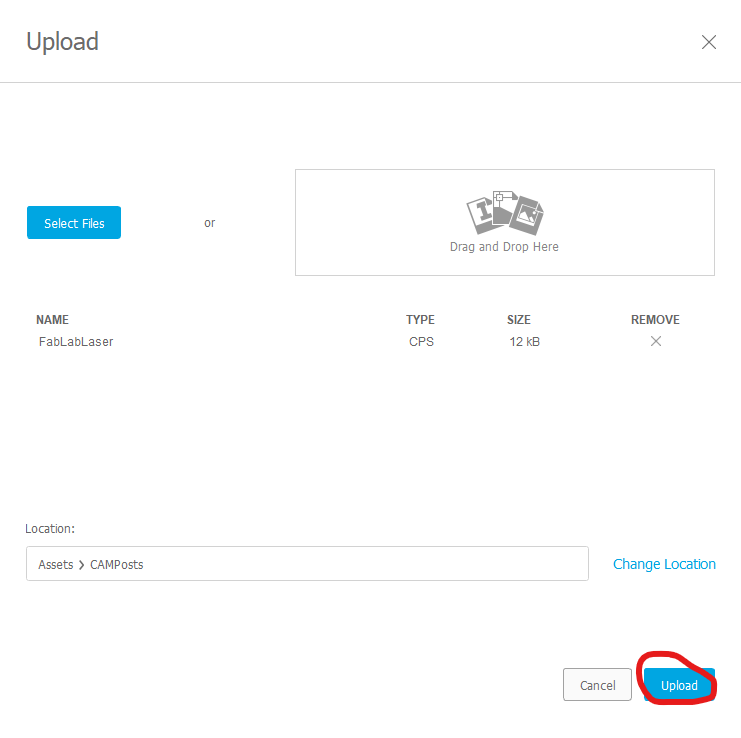 Upload
Select Files
or
Drag and Drop Here
NAME TYPE SIZE REMOVE
FabLabLaser CPS 12 kB
Location:
Assets > CAMPosts
Change Location
Cancel
Upload